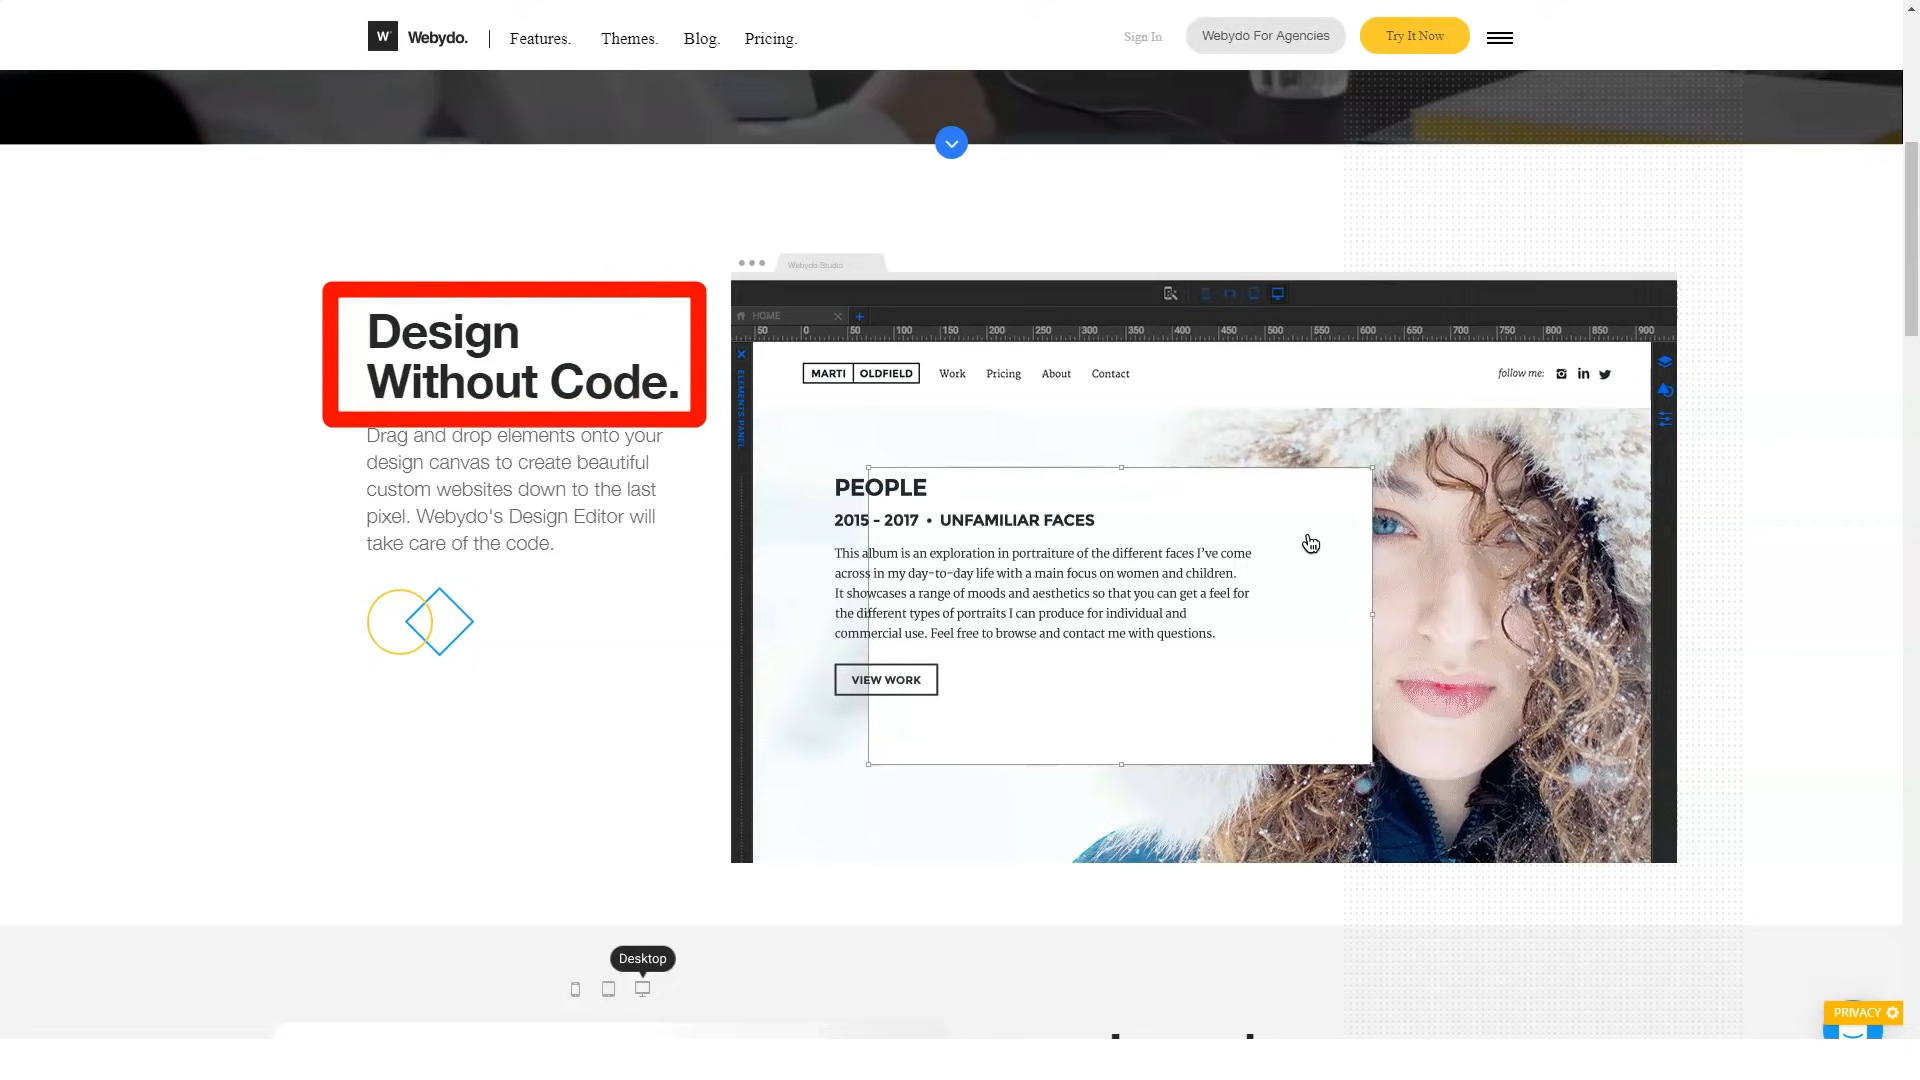 W Webydo. Features. Themes. Blog. Pricing. Sign In Webydo For Agencies Try It Now
Webydo Studio
HOME
50 0 50 100 150 200 250 300 350 400 450 500 550 600 650 700 750 800 850 900
ELEMENTS PANEL
Design
Without Code.
Drag and drop elements onto your
design canvas to create beautiful
custom websites down to the last
pixel. Webydo's Design Editor will
take care of the code.
MARTI OLDFIELD Work Pricing About Contact follow me:
PEOPLE
2015 - 2017 • UNFAMILIAR FACES
This album is an exploration in portraiture of the different faces I've come
across in my day-to-day life with a main focus on women and children.
It showcases a range of moods and aesthetics so that you can get a feel for
the different types of portraits I can produce for individual and
commercial use. Feel free to browse and contact me with questions.
VIEW WORK
Desktop
PRIVACY